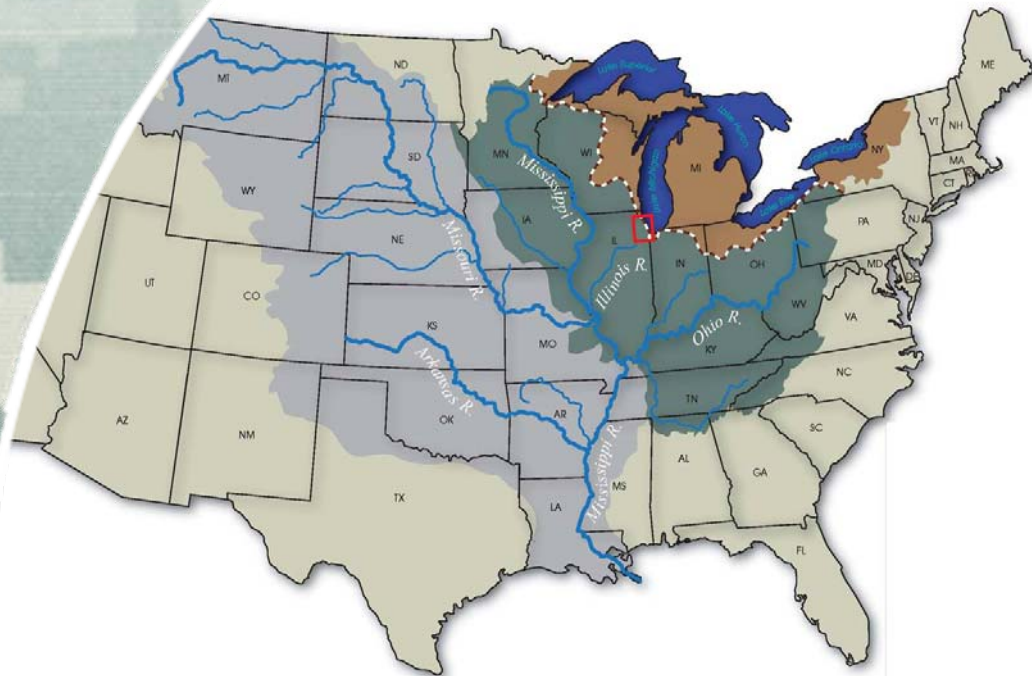 ME
ND
MT
Lake Superior
VT
NH
Lake Huron
MN
Lake Ontario
NY
MA
SD
WI
MI
CT
WY
Mississippi R.
Lake Michigan
Lake Erie
IA
PA
NJ
NE
Missouri R.
IL
IN
OH
MD
DE
UT
CO
Illinois R.
WV
VA
KS
MO
Ohio R.
KY
NC
Arkansas R.
TN
AZ
NM
OK
AR
SC
Mississippi R.
MS
AL
GA
TX
LA
FL